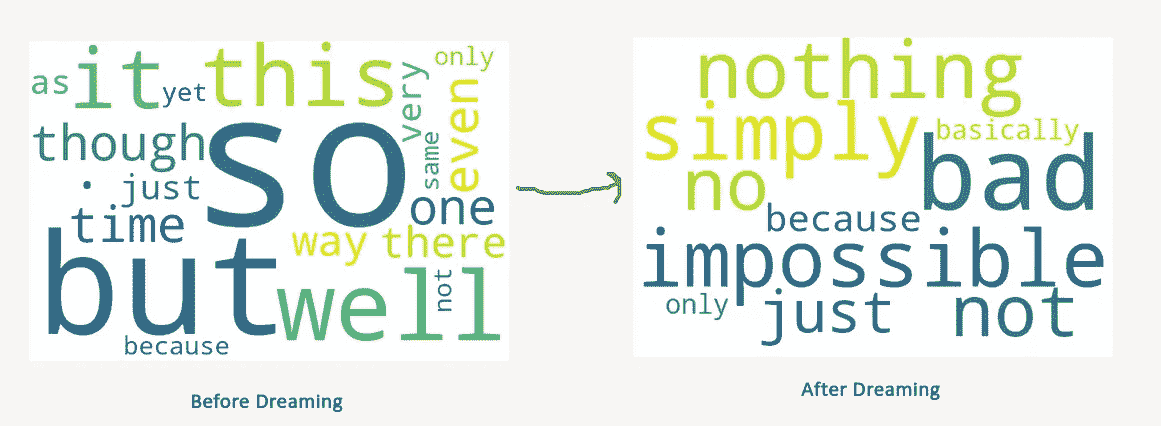 as it yet this very only
though so same even
. just
time one
but way there
well not
because
Before Dreaming
nothing
simply basically
no bad
because
impossible
only just not
After Dreaming